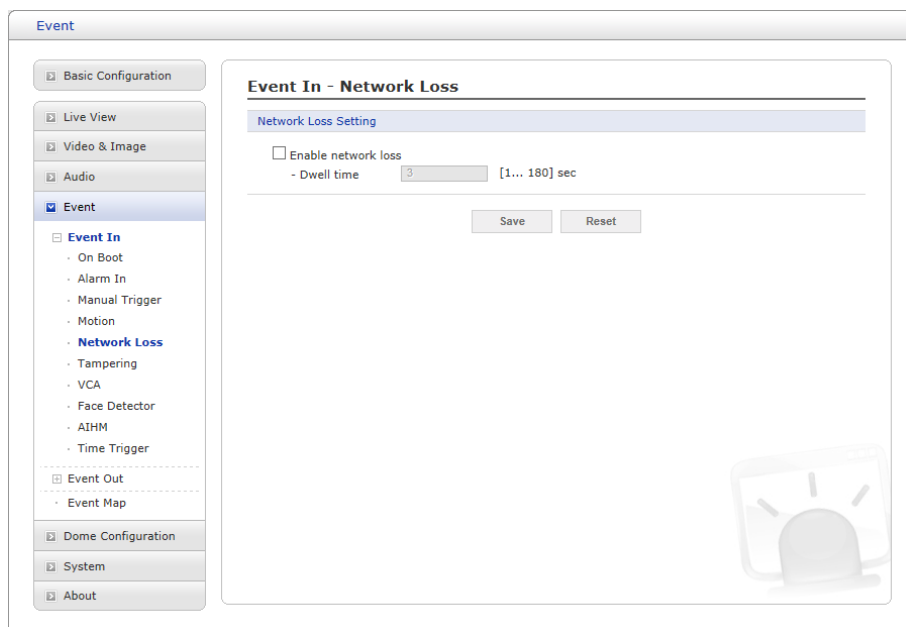 Event
Basic Configuration
Live View
Video & Image
Audio
Event
Event In
On Boot
Alarm In
Manual Trigger
Motion
Network Loss
Tampering
VCA
Face Detector
AIHM
Time Trigger
Event Out
Event Map
Dome Configuration
System
About
Event In - Network Loss
Network Loss Setting
Enable network loss
- Dwell time 3 [1... 180] sec
Save Reset